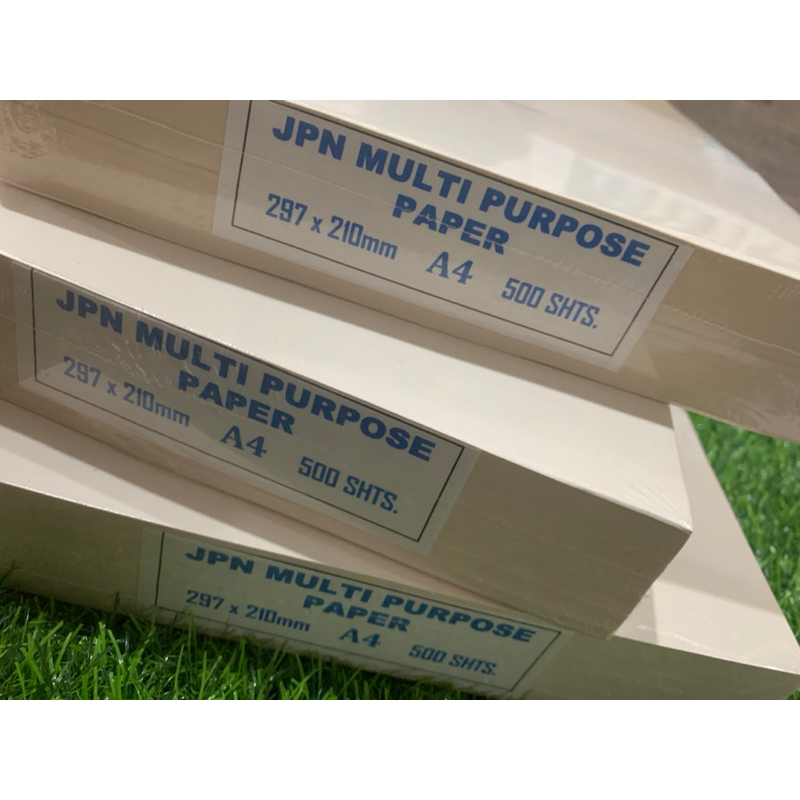 JPN MULTI PURPOSE
PAPER
297 x 210mm A4 500 SHTS.
JPN MULTI PURPOSE
PAPER
297 x 210mm A4 500 SHTS.
JPN MULTI PURPOSE
PAPER
297 x 210mm A4 500 SHTS.